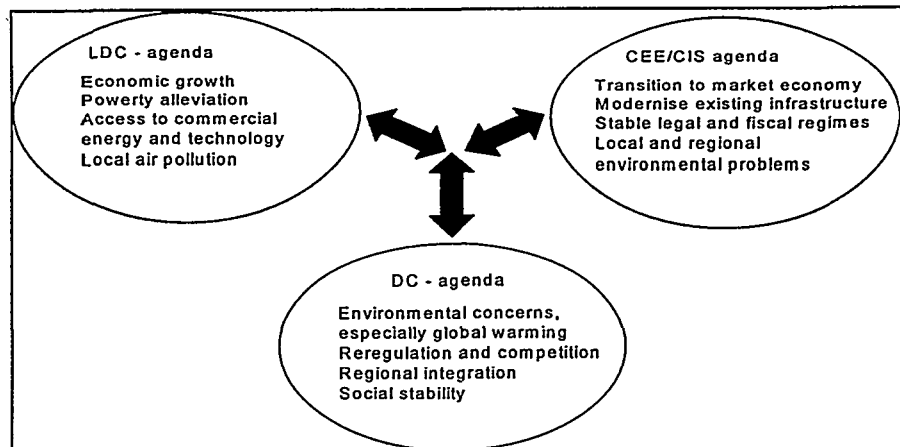 LDC - agenda
Economic growth
Powerty alleviation
Access to commercial
energy and technology
Local air pollution
CEE/CIS agenda
Transition to market economy
Modernise existing infrastructure
Stable legal and fiscal regimes
Local and regional
environmental problems
DC - agenda
Environmental concerns,
especially global warming
Reregulation and competition
Regional integration
Social stability